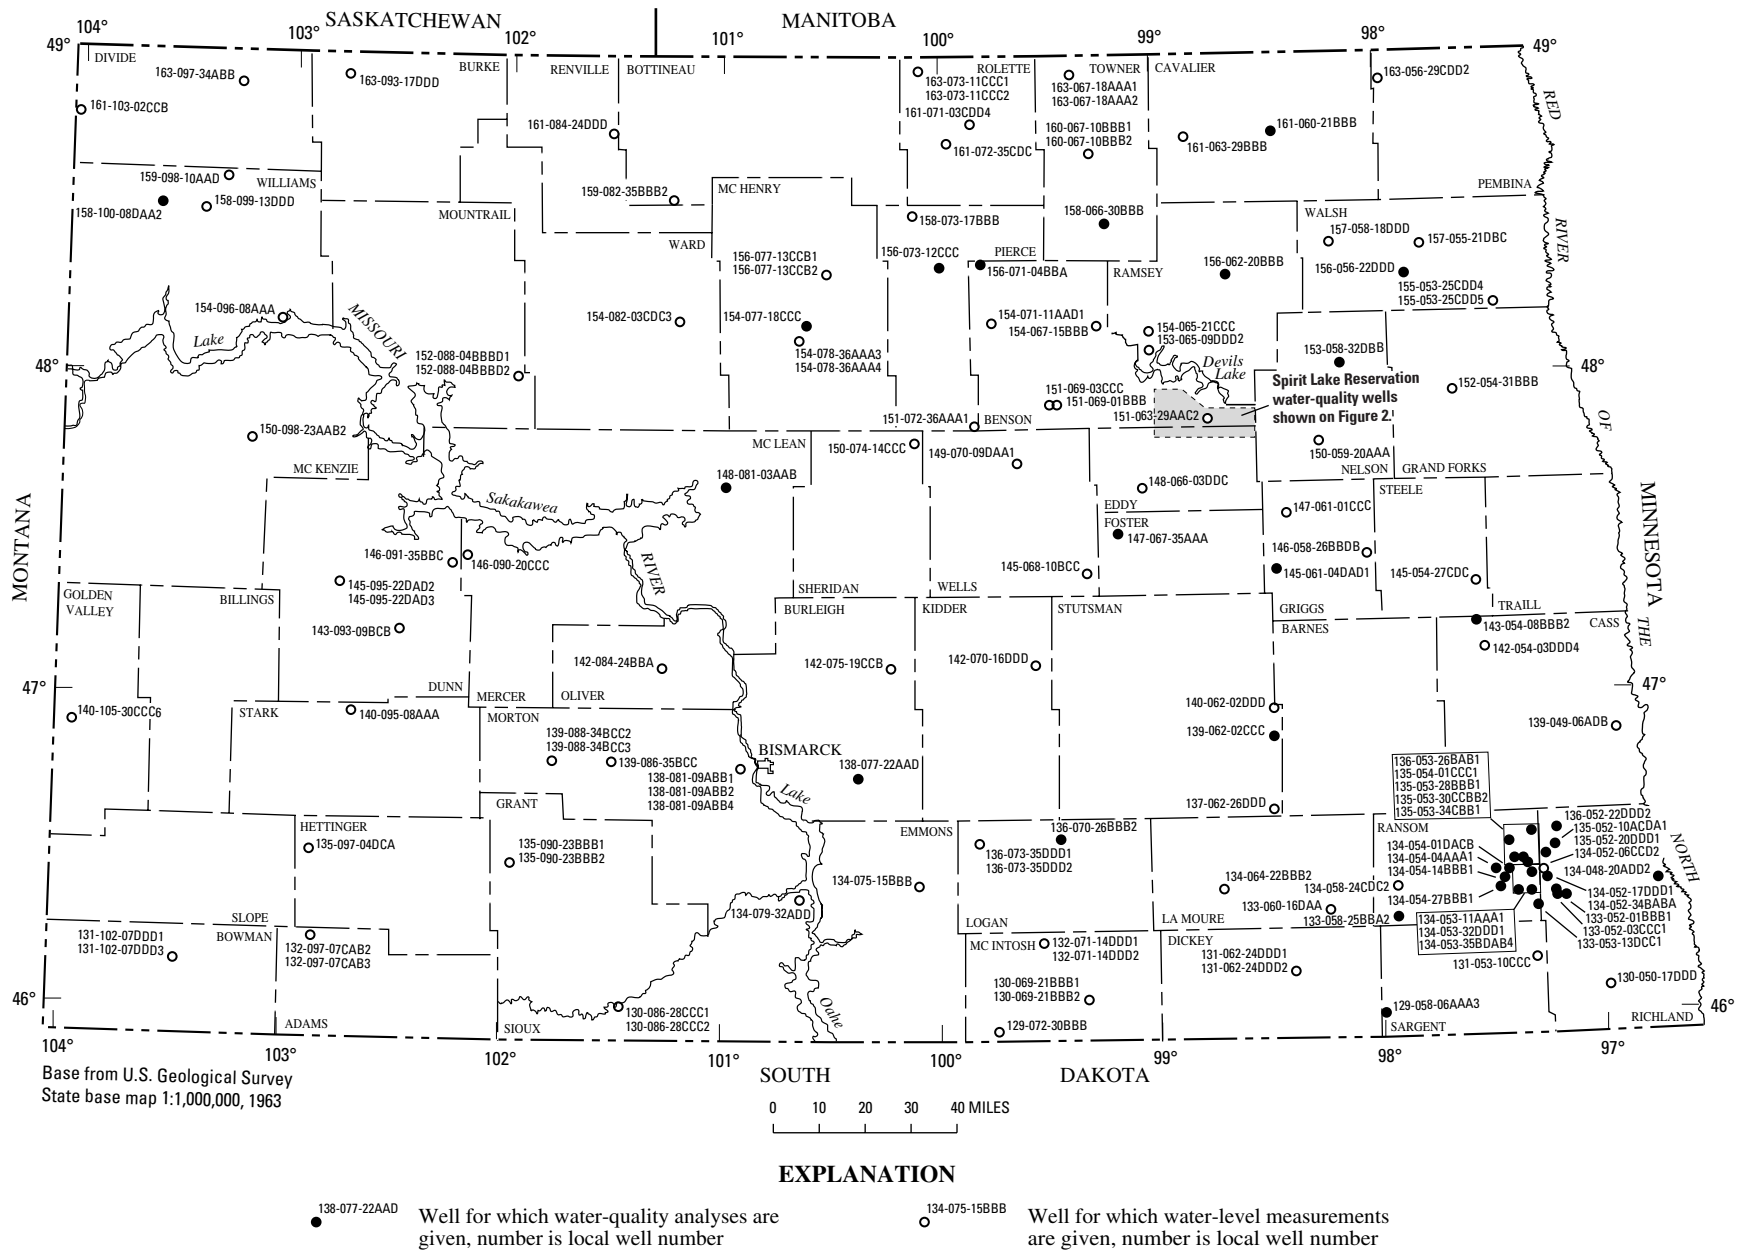 SASKATCHEWAN
MANITOBA
104°
103°
102°
101°
100°
99°
98°
49°
49°
DIVIDE
163-097-34ABB
163-093-17DDD
BURKE
RENVILLE
BOTTINEAU
ROLETTE
163-073-11CCC1
163-073-11CCC2
TOWNER
163-067-18AAA1
163-067-18AAA2
CAVALIER
163-056-29CDD2
161-103-02CCB
161-084-24DDD
161-071-03CDD4
161-072-35CDC
160-067-10BBB1
160-067-10BBB2
161-060-21BBB
161-063-29BBB
RED
159-098-10AAD
WILLIAMS
158-099-13DDD
158-100-08DAA2
MOUNTRAIL
159-082-35BBB2
MC HENRY
158-073-17BBB
158-066-30BBB
PEMBINA
WALSH
157-058-18DDD
157-055-21DBC
RIVER
WARD
156-077-13CCB1
156-077-13CCB2
156-073-12CCC
PIERCE
156-071-04BBA
RAMSEY
156-062-20BBB
156-056-22DDD
155-053-25CDD4
155-053-25CDD5
154-096-08AAA
MISSOURI
Lake
154-082-03CDC3
154-077-18CCC
154-078-36AAA3
154-078-36AAA4
154-071-11AAD1
154-067-15BBB
154-065-21CCC
153-065-09DDD2
Devils
Lake
153-058-32DBB
48°
48°
152-088-04BBBD1
152-088-04BBBD2
Spirit Lake Reservation
water-quality wells
shown on Figure 2.
152-054-31BBB
151-069-03CCC
151-069-01BBB
151-072-36AAA1
BENSON
151-063-29AAC2
OF
150-098-23AAB2
MC KENZIE
MC LEAN
150-074-14CCC
149-070-09DAA1
150-059-20AAA
NELSON
GRAND FORKS
148-081-03AAB
148-066-03DDC
STEELE
Sakakawea
EDDY
FOSTER
147-067-35AAA
147-061-01CCC
MONTANA
MINNESOTA
146-091-35BBC
146-090-20CCC
RIVER
146-058-26BBDB
145-095-22DAD2
145-095-22DAD3
145-068-10BCC
145-061-04DAD1
145-054-27CDC
GOLDEN
VALLEY
BILLINGS
SHERIDAN
WELLS
BURLEIGH
KIDDER
STUTSMAN
GRIGGS
BARNES
TRAILL
143-054-08BBB2
CASS
THE
143-093-09BCB
142-084-24BBA
142-075-19CCB
142-070-16DDD
142-054-03DDD4
47°
47°
DUNN
MERCER
OLIVER
140-105-30CCC6
STARK
140-095-08AAA
MORTON
140-062-02DDD
139-062-02CCC
139-049-06ADB
139-088-34BCC2
139-088-34BCC3
139-086-35BCC
BISMARCK
138-077-22AAD
138-081-09ABB1
138-081-09ABB2
138-081-09ABB4
Lake
136-053-26BAB1
135-054-01CCC1
135-053-28BBB1
135-053-30CCBB2
135-053-34CBB1
GRANT
137-062-26DDD
HETTINGER
135-097-04DCA
135-090-23BBB1
135-090-23BBB2
EMMONS
136-070-26BBB2
136-073-35DDD1
136-073-35DDD2
RANSOM
136-052-22DDD2
135-052-10ACDA1
135-052-20DDD1
134-052-06CCD2
134-048-20ADD2
NORTH
134-054-01DACB
134-054-04AAA1
134-054-14BBB1
134-054-27BBB1
134-075-15BBB
134-064-22BBB2
134-058-24CDC2
133-060-16DAA
133-058-25BBA2
134-052-17DDD1
134-052-34BABA
133-052-01BBB1
133-052-03CCC1
133-053-13DCC1
134-079-32ADD
LOGAN
LA MOURE
134-053-11AAA1
134-053-32DDD1
134-053-35BDAB4
SLOPE
BOWMAN
131-102-07DDD1
131-102-07DDD3
132-097-07CAB2
132-097-07CAB3
MC INTOSH
132-071-14DDD1
132-071-14DDD2
DICKEY
131-062-24DDD1
131-062-24DDD2
131-053-10CCC
130-050-17DDD
130-069-21BBB1
130-069-21BBB2
46°
46°
ADAMS
SIOUX
130-086-28CCC1
130-086-28CCC2
Oahe
129-072-30BBB
129-058-06AAA3
SARGENT
RICHLAND
104°
103°
102°
101°
100°
99°
98°
97°
Base from U.S. Geological Survey
State base map 1:1,000,000, 1963
SOUTH
DAKOTA
0 10 20 30 40 MILES
EXPLANATION
138-077-22AAD
Well for which water-quality analyses are
given, number is local well number
134-075-15BBB
Well for which water-level measurements
are given, number is local well number